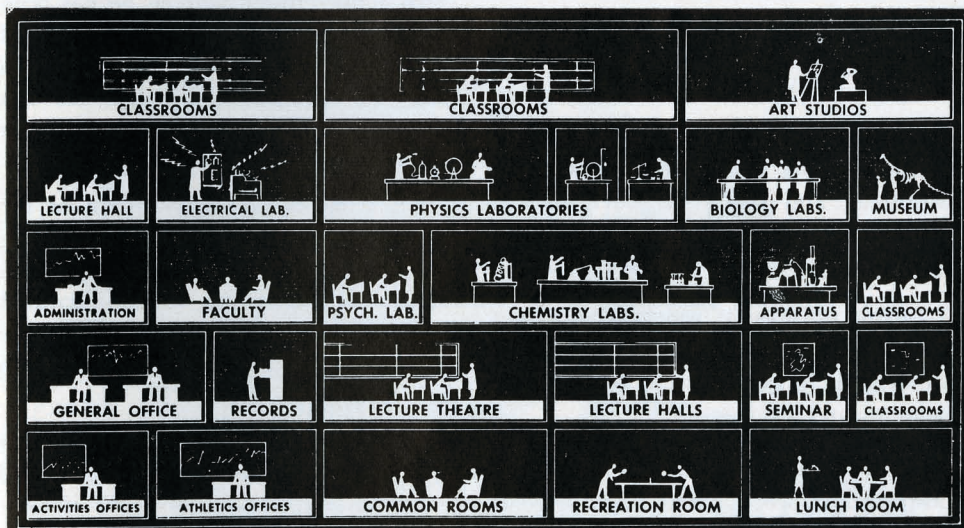 CLASSROOMS
CLASSROOMS
ART STUDIOS
LECTURE HALL
ELECTRICAL LAB.
PHYSICS LABORATORIES
BIOLOGY LABS.
MUSEUM
ADMINISTRATION
FACULTY
PSYCH. LAB.
CHEMISTRY LABS.
APPARATUS
CLASSROOMS
GENERAL OFFICE
RECORDS
LECTURE THEATRE
LECTURE HALLS
SEMINAR
CLASSROOMS
ACTIVITIES OFFICES
ATHLETICS OFFICES
COMMON ROOMS
RECREATION ROOM
LUNCH ROOM